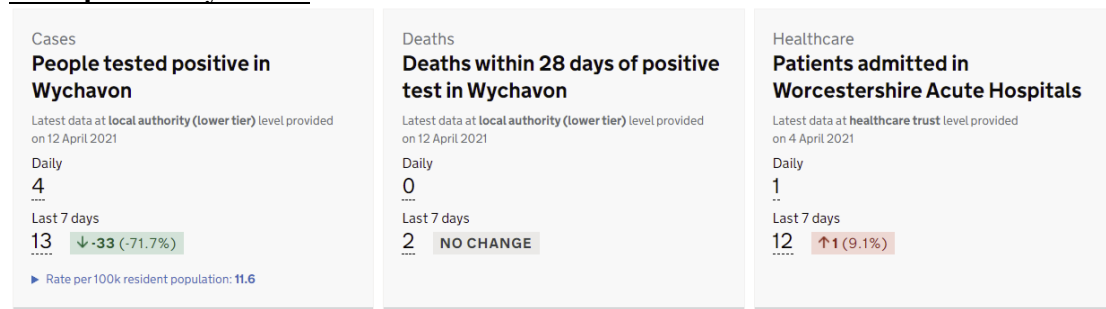 Cases
People tested positive in
Wychavon
Latest data at local authority (lower tier) level provided
on 12 April 2021
Daily
4
Last 7 days
13 ↓ -33 (-71.7%)
► Rate per 100k resident population: 11.6
Deaths
Deaths within 28 days of positive
test in Wychavon
Latest data at local authority (lower tier) level provided
on 12 April 2021
Daily
0
Last 7 days
2 NO CHANGE
Healthcare
Patients admitted in
Worcestershire Acute Hospitals
Latest data at healthcare trust level provided
on 4 April 2021
Daily
1
Last 7 days
12 ↑ 1 (9.1%)